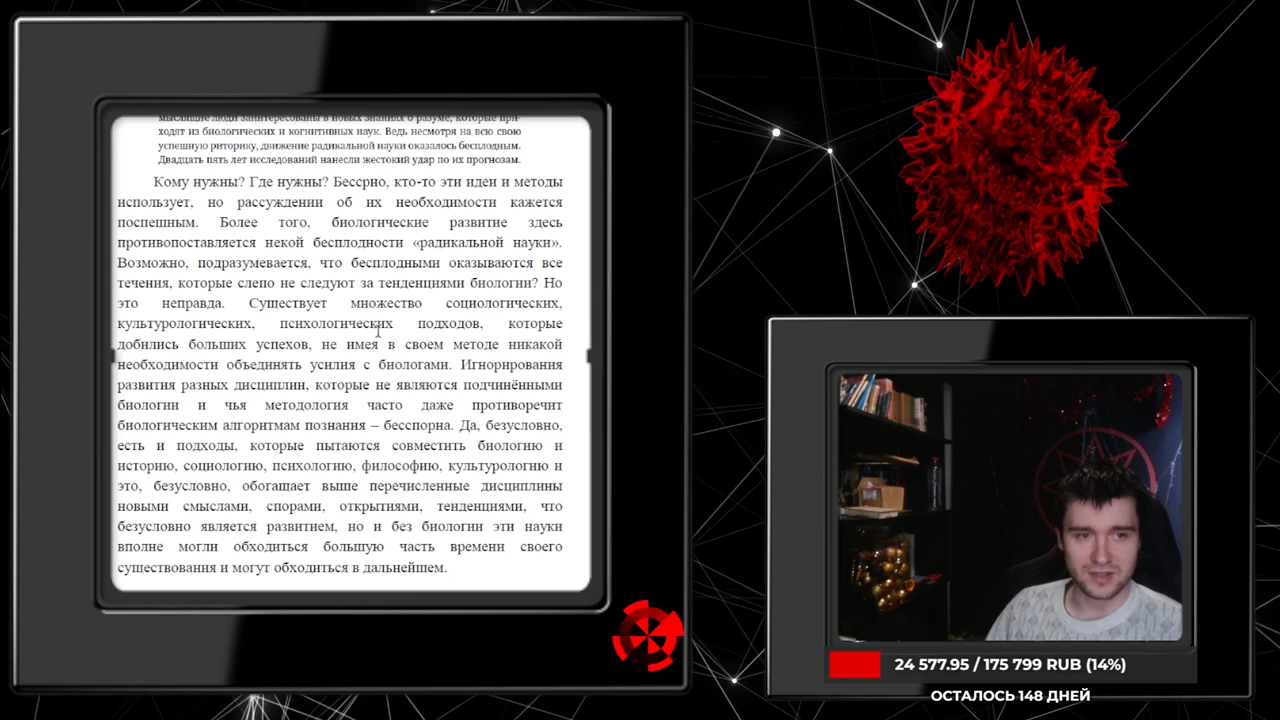 мыслящие люди заинтересованы в новых знаниях о разуме, которые при-
ходят из биологических и когнитивных наук. Ведь несмотря на всю свою
успешную риторику, движение радикальной науки оказалось бесплодным.
Двадцать пять лет исследований нанесли жестокий удар по их прогнозам.
Кому нужны? Где нужны? Бессрно, кто-то эти идеи и методы
использует, но рассуждении об их необходимости кажется
поспешным. Более того, биологические развитие здесь
противопоставляется некой бесплодности «радикальной науки».
Возможно, подразумевается, что бесплодными оказываются все
течения, которые слепо не следуют за тенденциями биологии? Но
это неправда. Существует множество социологических,
культурологических, психологических подходов, которые
добились больших успехов, не имея в своем методе никакой
необходимости объединять усилия с биологами. Игнорирования
развития разных дисциплин, которые не являются подчинёнными
биологии и чья методология часто даже противоречит
биологическим алгоритмам познания – бесспорна. Да, безусловно,
есть и подходы, которые пытаются совместить биологию и
историю, социологию, психологию, философию, культурологию и
это, безусловно, обогащает выше перечисленные дисциплины
новыми смыслами, спорами, открытиями, тенденциями, что
безусловно является развитием, но и без биологии эти науки
вполне могли обходиться большую часть времени своего
существования и могут обходиться в дальнейшем.
24 577.95 / 175 799 RUB (14%)
ОСТАЛОСЬ 148 ДНЕЙ